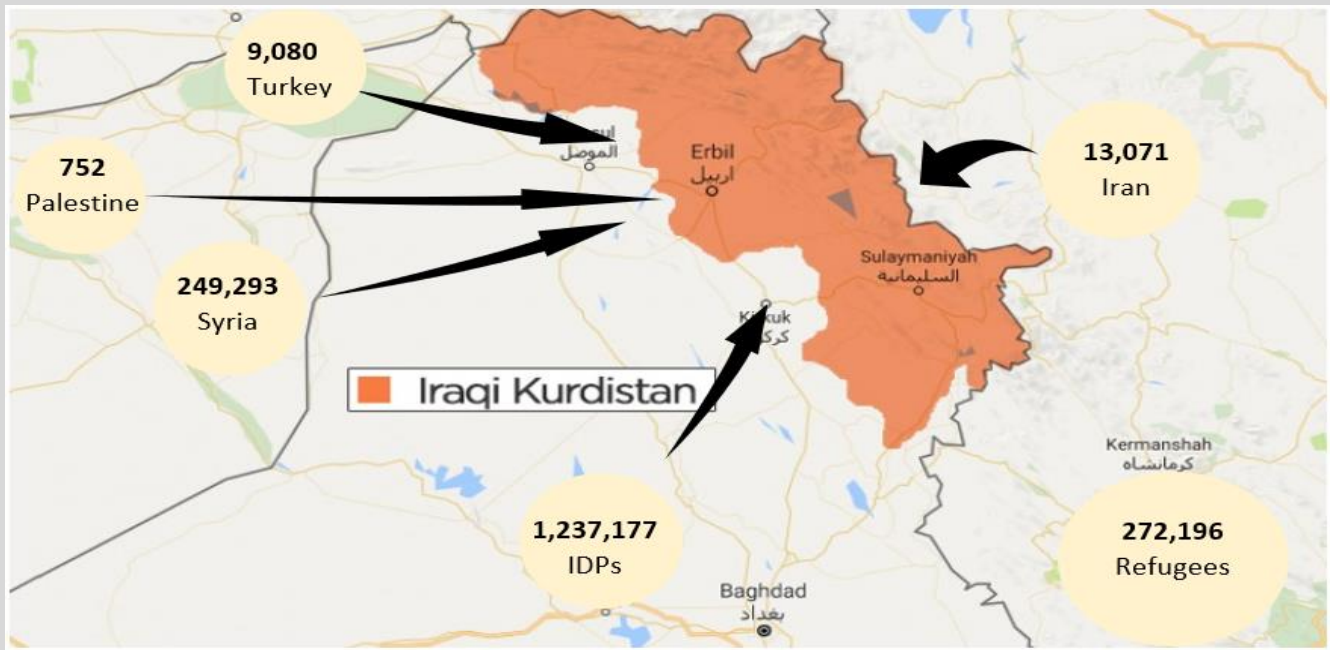 9,080
Turkey
752
Palestine
249,293
Syria
الموصل
Erbil
اربيل
13,071
Iran
Sulaymaniyah
السليمانية
Iraqi Kurdistan
1,237,177
IDPs
Baghdad
بغداد
Kermanshah
كرمانشاه
272,196
Refugees